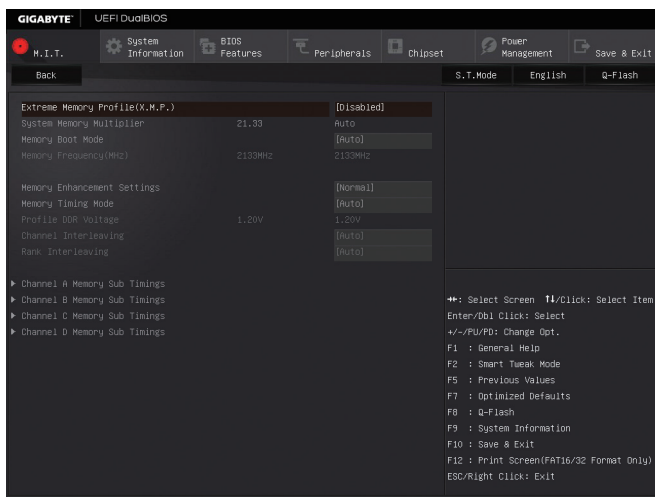 GIGABYTE™ UEFI DualBIOS
M.I.T. System Information BIOS Features Peripherals Chipset Power Management Save & Exit
Back S.T.Mode English Q-Flash
Extreme Memory Profile(X.M.P.) [Disabled]
System Memory Multiplier 21.33 Auto
Memory Boot Mode [Auto]
Memory Frequency(MHz) 2133MHz 2133MHz
Memory Enhancement Settings [Normal]
Memory Timing Mode [Auto]
Profile DDR Voltage 1.20V 1.20V
Channel Interleaving [Auto]
Rank Interleaving [Auto]
Channel A Memory Sub Timings
Channel B Memory Sub Timings
Channel C Memory Sub Timings
Channel D Memory Sub Timings
→←: Select Screen ↑↓/Click: Select Item
Enter/Dbl Click: Select
+/-/PU/PD: Change Opt.
F1 : General Help
F2 : Smart Tweak Mode
F5 : Previous Values
F7 : Optimized Defaults
F8 : Q-Flash
F9 : System Information
F10 : Save & Exit
F12 : Print Screen(FAT16/32 Format Only)
ESC/Right Click: Exit